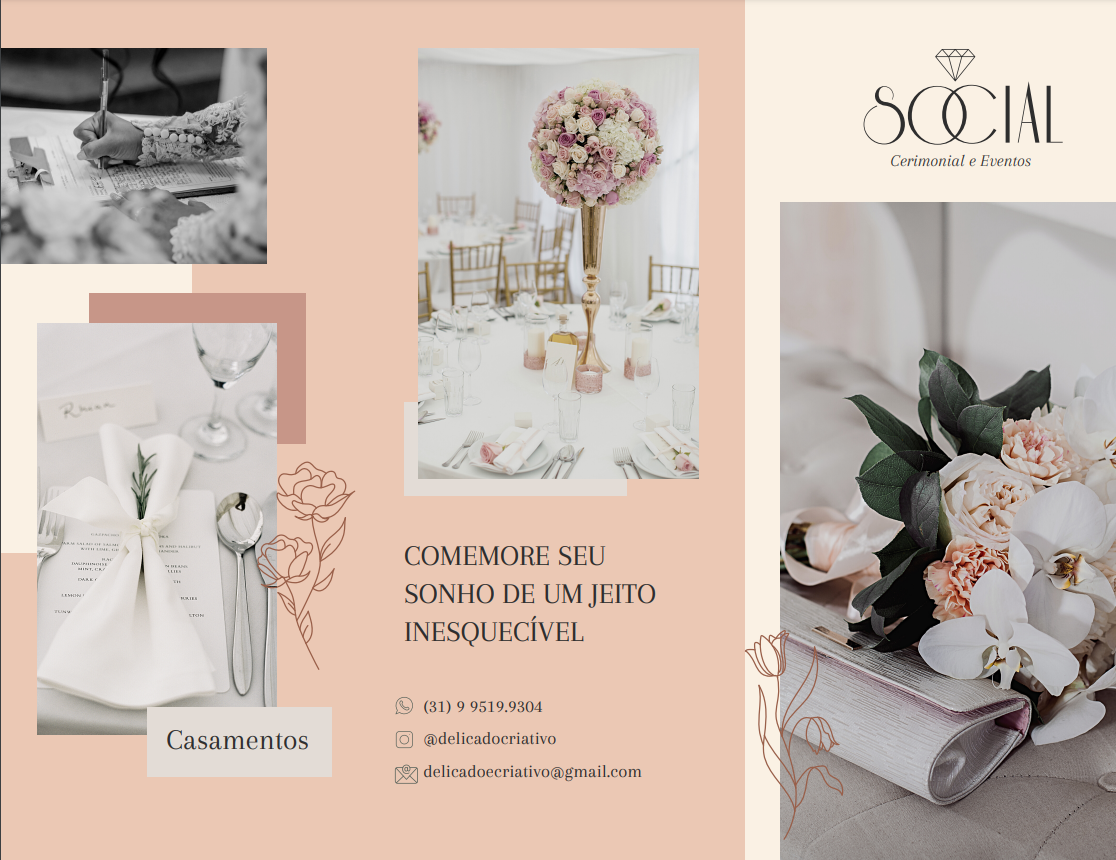 Casamentos
COMEMORE SEU
SONHO DE UM JEITO
INESQUECÍVEL
(31) 9 9519.9304
@delicadocriativo
delicadoecriativo@gmail.com
SOCIAL
Cerimonial e Eventos